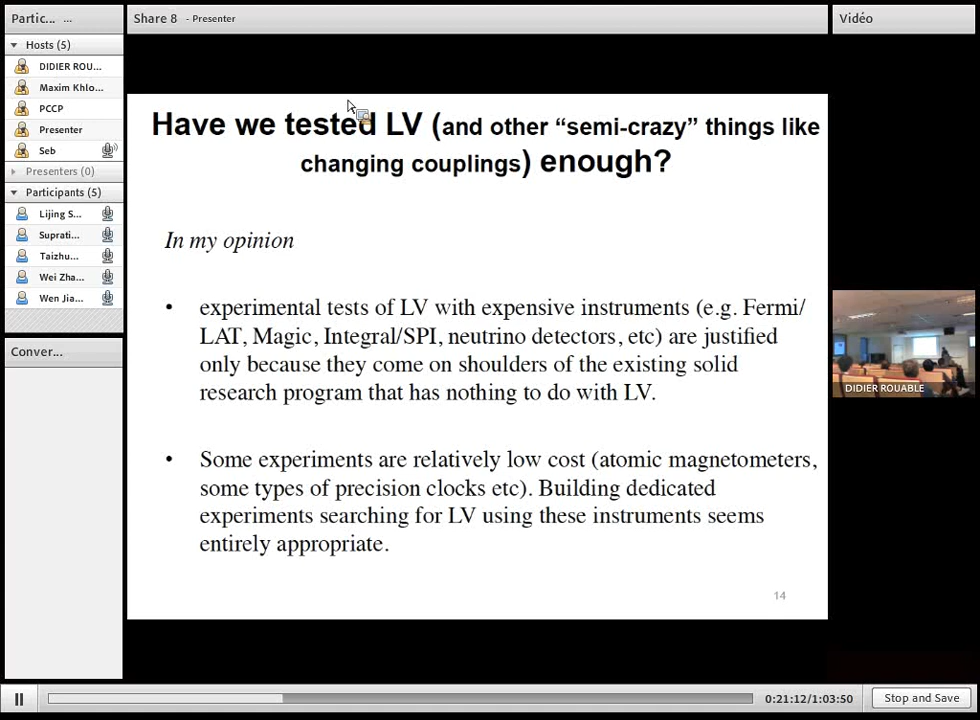 Partic... ...
Share 8 - Presenter
Vidéo
Hosts (5)
DIDIER ROU...
Maxim Khlo...
PCCP
Presenter
Seb
Presenters (0)
Participants (5)
Lijing S...
Suprati...
Taizhu...
Wei Zha...
Wen Jia...
Conver...
Have we tested LV (and other “semi-crazy” things like
changing couplings) enough?
In my opinion
• experimental tests of LV with expensive instruments (e.g. Fermi/
LAT, Magic, Integral/SPI, neutrino detectors, etc) are justified
only because they come on shoulders of the existing solid
research program that has nothing to do with LV.
• Some experiments are relatively low cost (atomic magnetometers,
some types of precision clocks etc). Building dedicated
experiments searching for LV using these instruments seems
entirely appropriate.
14
DIDIER ROUABLE
0:21:12/1:03:50
Stop and Save